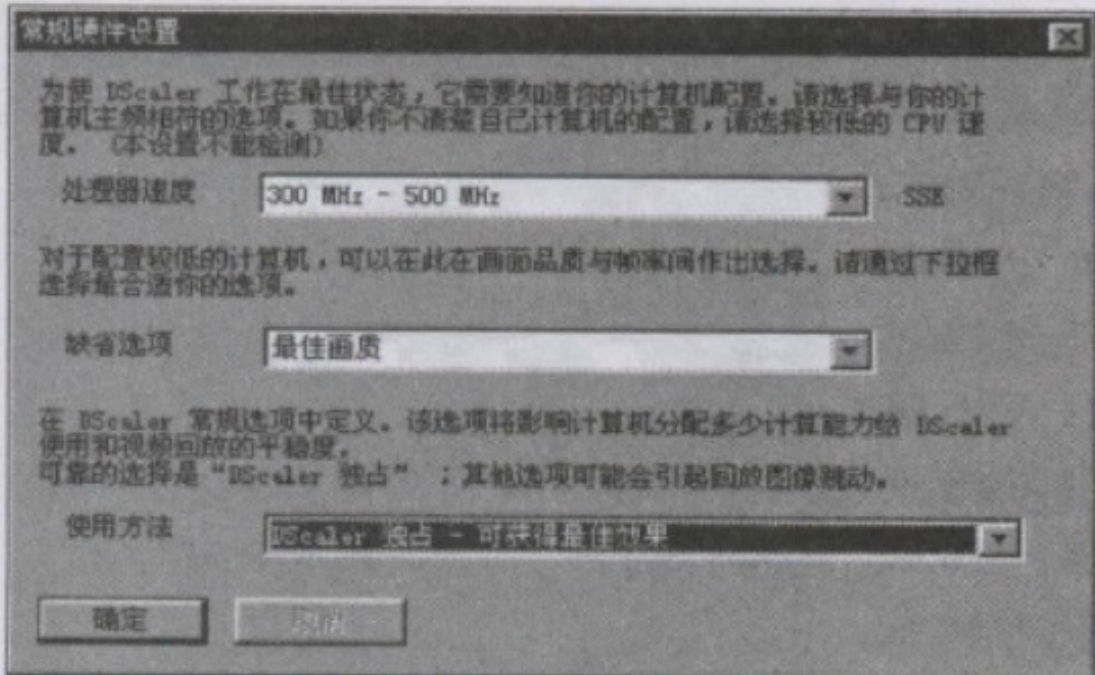 常规硬件设置
为使 DScaler 工作在最佳状态，它需要知道你的计算机配置。请选择与你的计
算机主频相符的选项。如果你不清楚自己计算机的配置，请选择较低的 CPU 速
度。（本设置不能检测）
处理器速度 300 MHz - 500 MHz SSE
对于配置较低的计算机，可以在此在画面品质与帧率间作出选择。请通过下拉框
选择最合适你的选项。
缺省选项 最佳画质
在 DScaler 常规选项中定义。该选项将影响计算机分配多少计算能力给 DScaler
使用和视频回放的平稳度。
可靠的选择是“DScaler 独占”；其他选项可能会引起回放图像跳动。
使用方法 DScaler 独占 - 可获得最佳效果
确定 取消